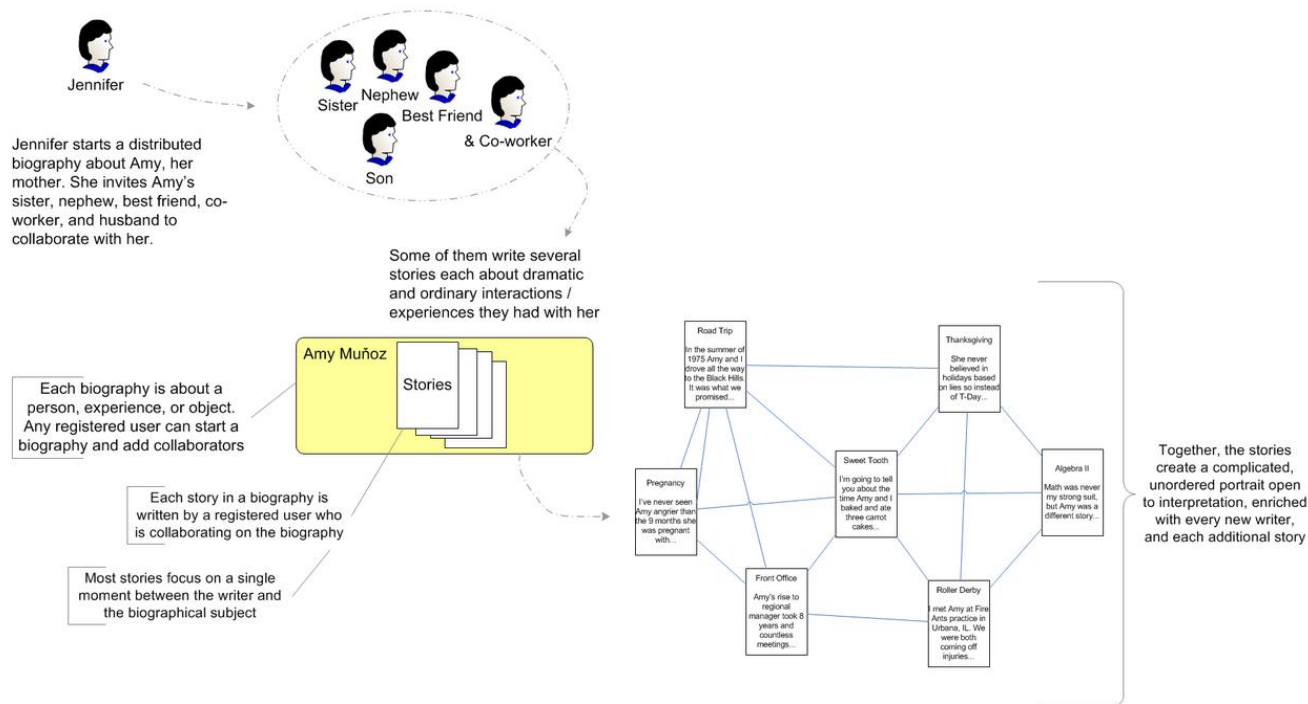 Jennifer
Sister
Nephew
Best Friend
& Co-worker
Son
Jennifer starts a distributed
biography about Amy, her
mother. She invites Amy's
sister, nephew, best friend, co-
worker, and husband to
collaborate with her.
Some of them write several
stories each about dramatic
and ordinary interactions /
experiences they had with her
Amy Muňoz
Stories
Each biography is about a
person, experience, or object.
Any registered user can start a
biography and add collaborators
Each story in a biography is
written by a registered user who
is collaborating on the biography
Most stories focus on a single
moment between the writer and
the biographical subject
Road Trip
In the summer of
1975 Amy and I
drove all the way
to the Black Hills.
It was what we
promised...
Thanksgiving
She never
believed in
holidays based
on lies so instead
of T-Day...
Pregnancy
I've never seen
Amy angrier than
the 9 months she
was pregnant
with...
Sweet Tooth
I'm going to tell
you about the
time Amy and I
baked and ate
three carrot
cakes...
Algebra II
Math was never
my strong suit,
but Amy was a
different story...
Front Office
Amy's rise to
regional
manager took 8
years and
countless
meetings...
Roller Derby
I met Amy at Fire
Ants practice in
Urbana, IL. We
were both
coming off
injuries...
Together, the stories
create a complicated,
unordered portrait open
to interpretation, enriched
with every new writer,
and each additional story